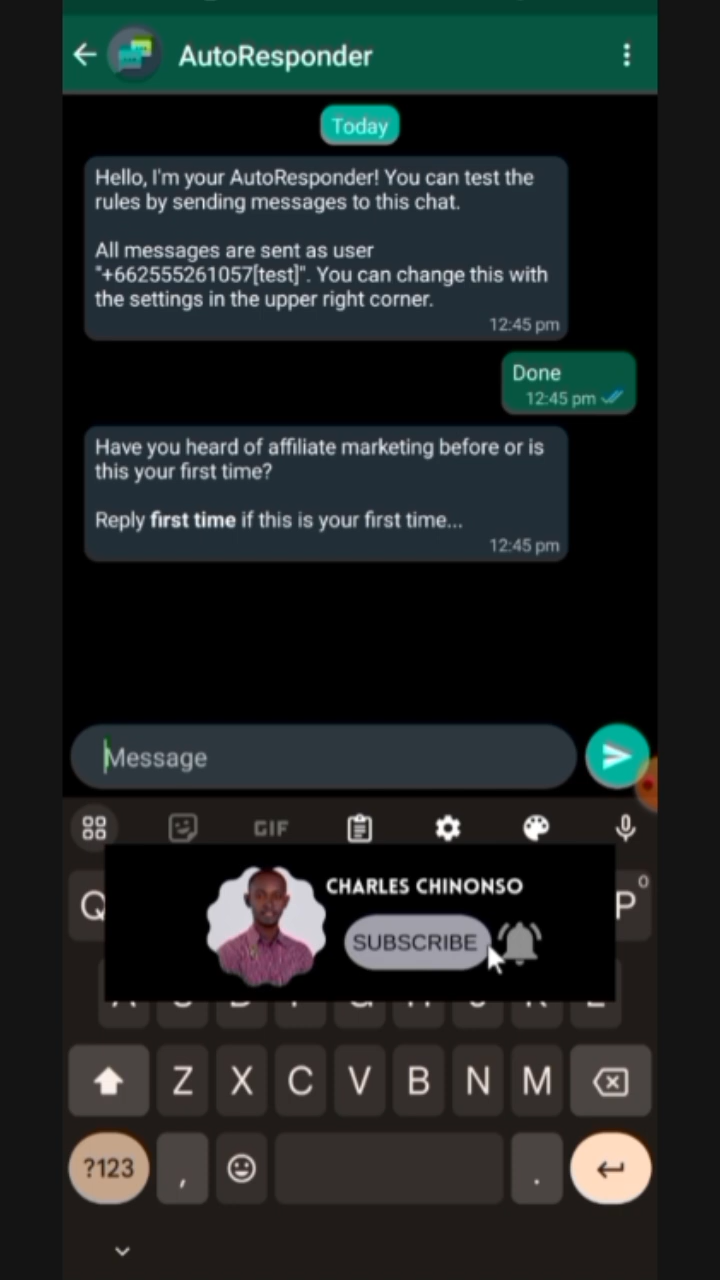 AutoResponder
Today
Hello, I'm your AutoResponder! You can test the
rules by sending messages to this chat.
All messages are sent as user
"+662555261057[test]". You can change this with
the settings in the upper right corner.
12:45 pm
Done
12:45 pm
Have you heard of affiliate marketing before or is
this your first time?
Reply first time if this is your first time...
12:45 pm
Message
GIF
CHARLES CHINONSO
SUBSCRIBE
Q P 0
Z X C V B N M
?123 , .